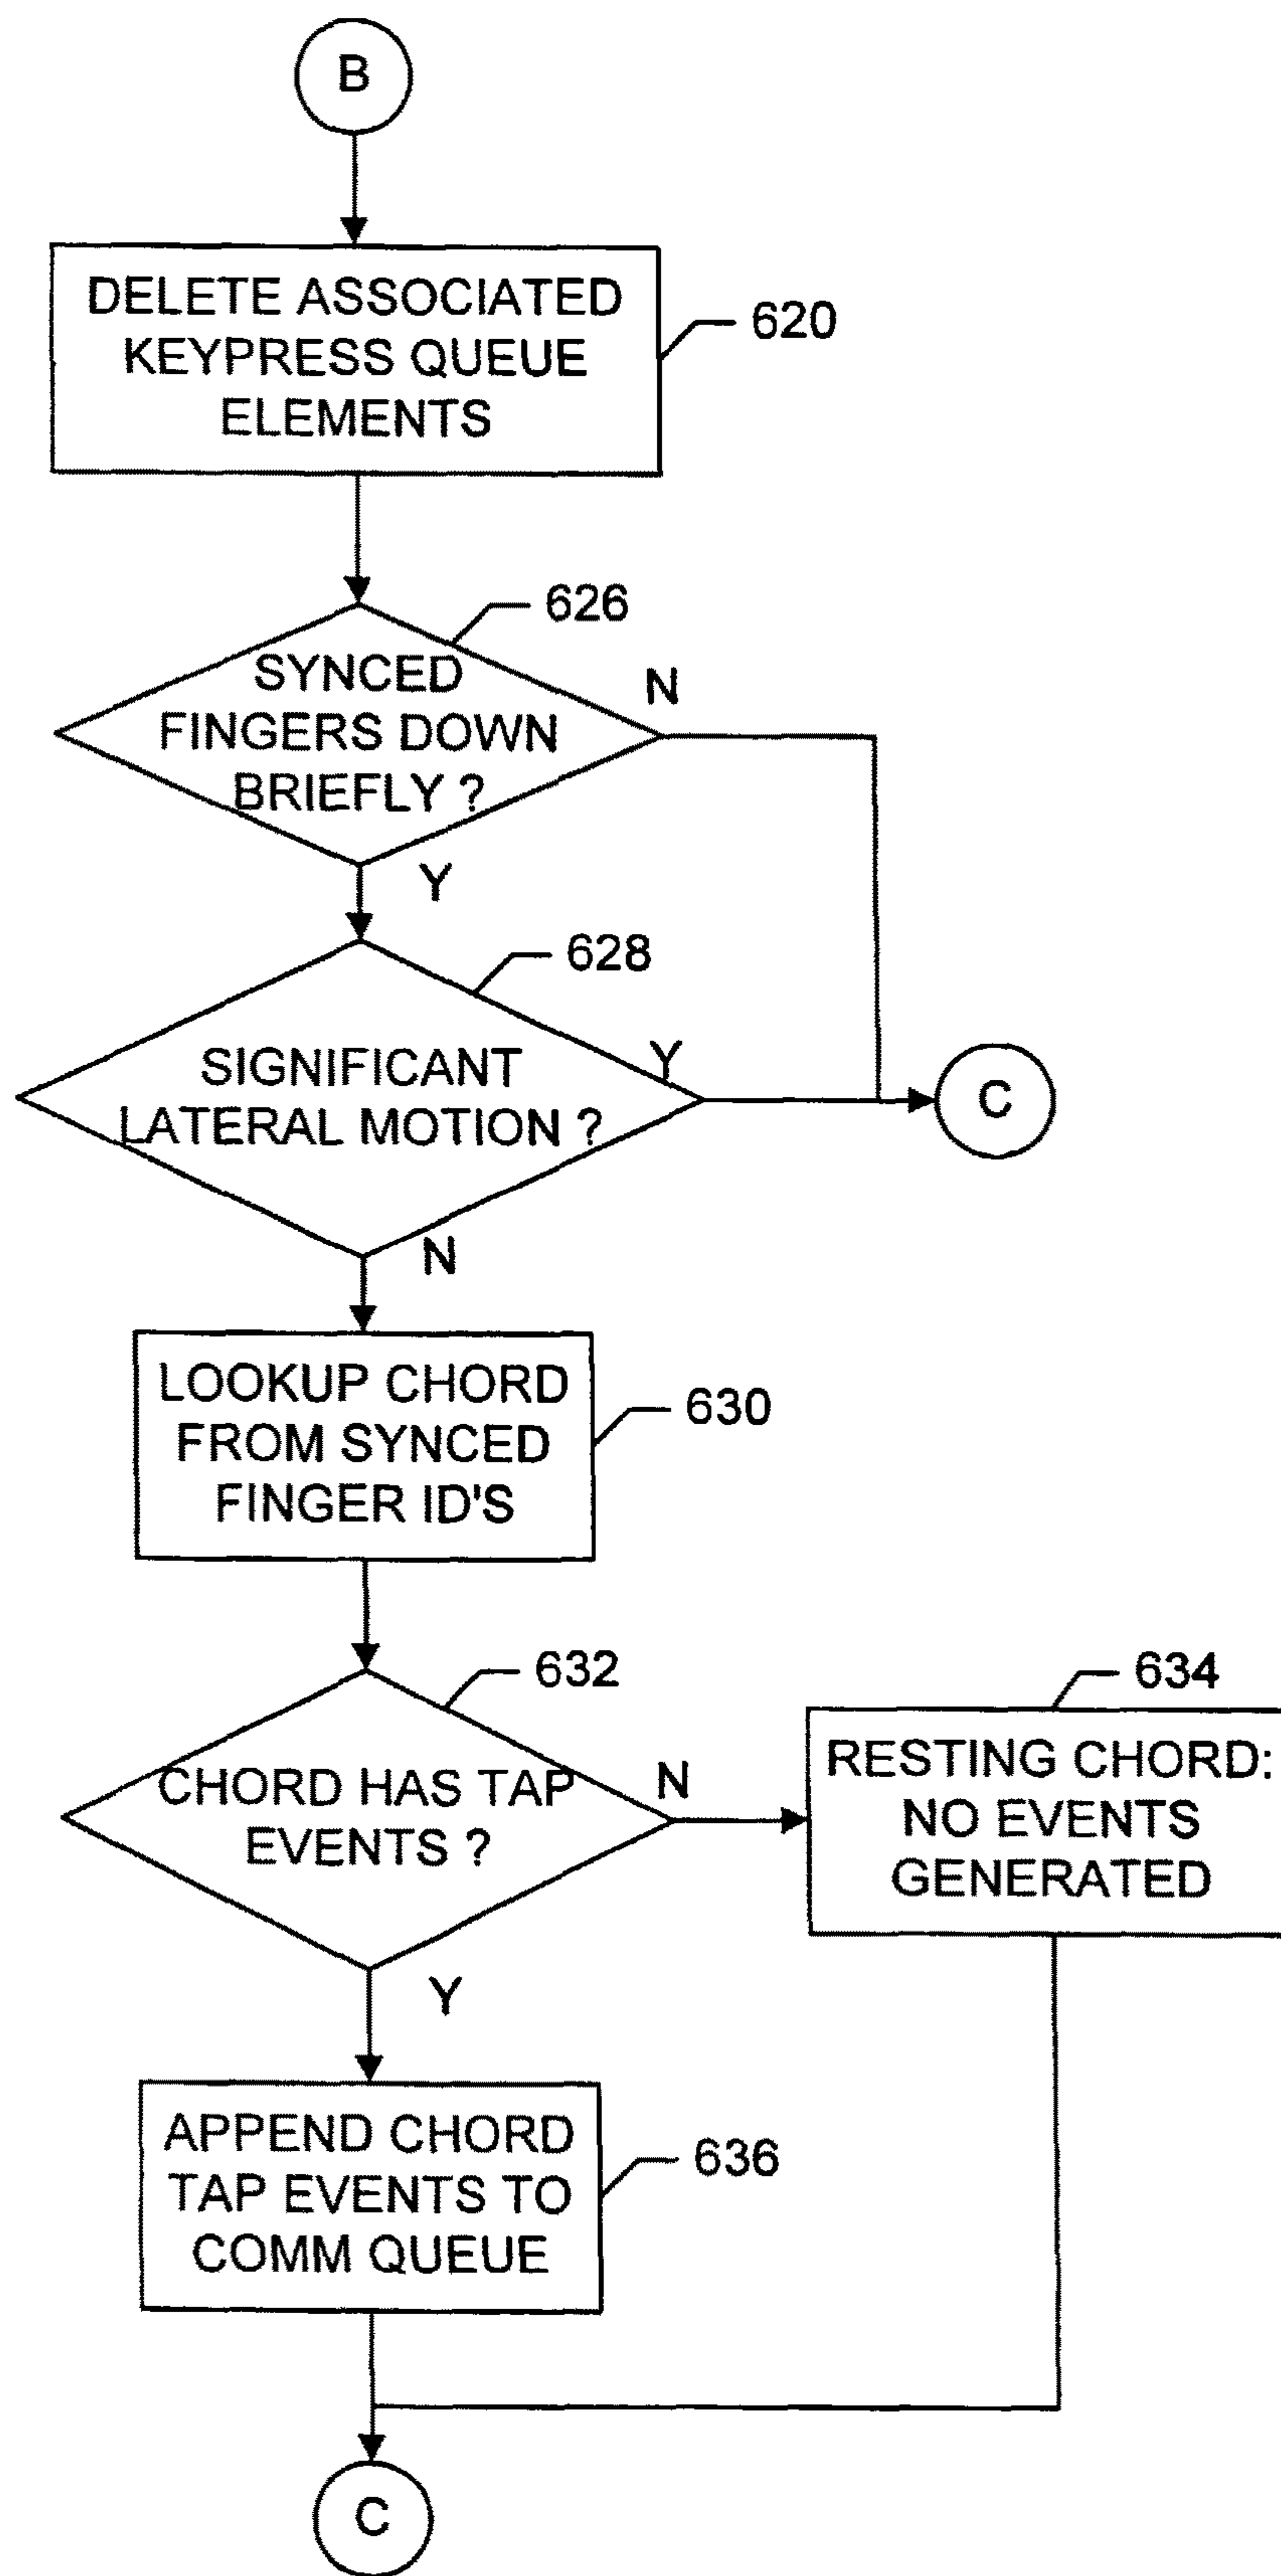 B
DELETE ASSOCIATED
KEYPRESS QUEUE
ELEMENTS
620
626
SYNCED
FINGERS DOWN
BRIEFLY ?
N
Y
628
SIGNIFICANT
LATERAL MOTION ?
Y
C
N
LOOKUP CHORD
FROM SYNCED
FINGER ID'S
630
632
CHORD HAS TAP
EVENTS ?
N
634
RESTING CHORD:
NO EVENTS
GENERATED
Y
APPEND CHORD
TAP EVENTS TO
COMM QUEUE
636
C